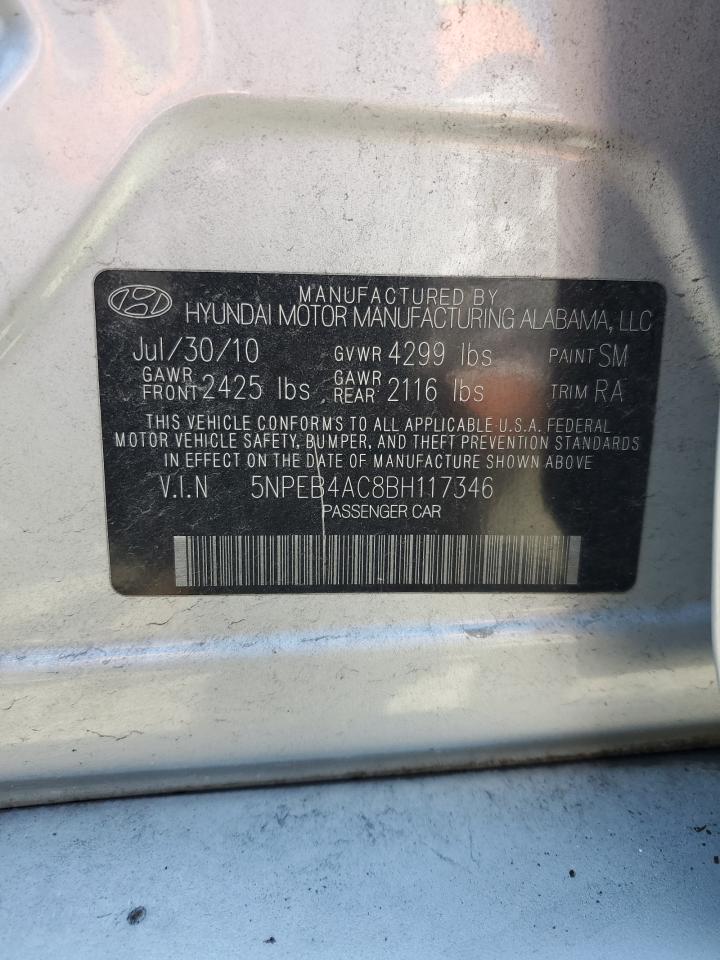 MANUFACTURED BY
HYUNDAI MOTOR MANUFACTURING ALABAMA, LLC
Jul/30/10 GVWR 4299 lbs PAINT SM
GAWR FRONT 2425 lbs GAWR REAR 2116 lbs TRIM RA
THIS VEHICLE CONFORMS TO ALL APPLICABLE U.S.A. FEDERAL
MOTOR VEHICLE SAFETY, BUMPER, AND THEFT PREVENTION STANDARDS
IN EFFECT ON THE DATE OF MANUFACTURE SHOWN ABOVE
V.I.N 5NPEB4AC8BH117346
PASSENGER CAR